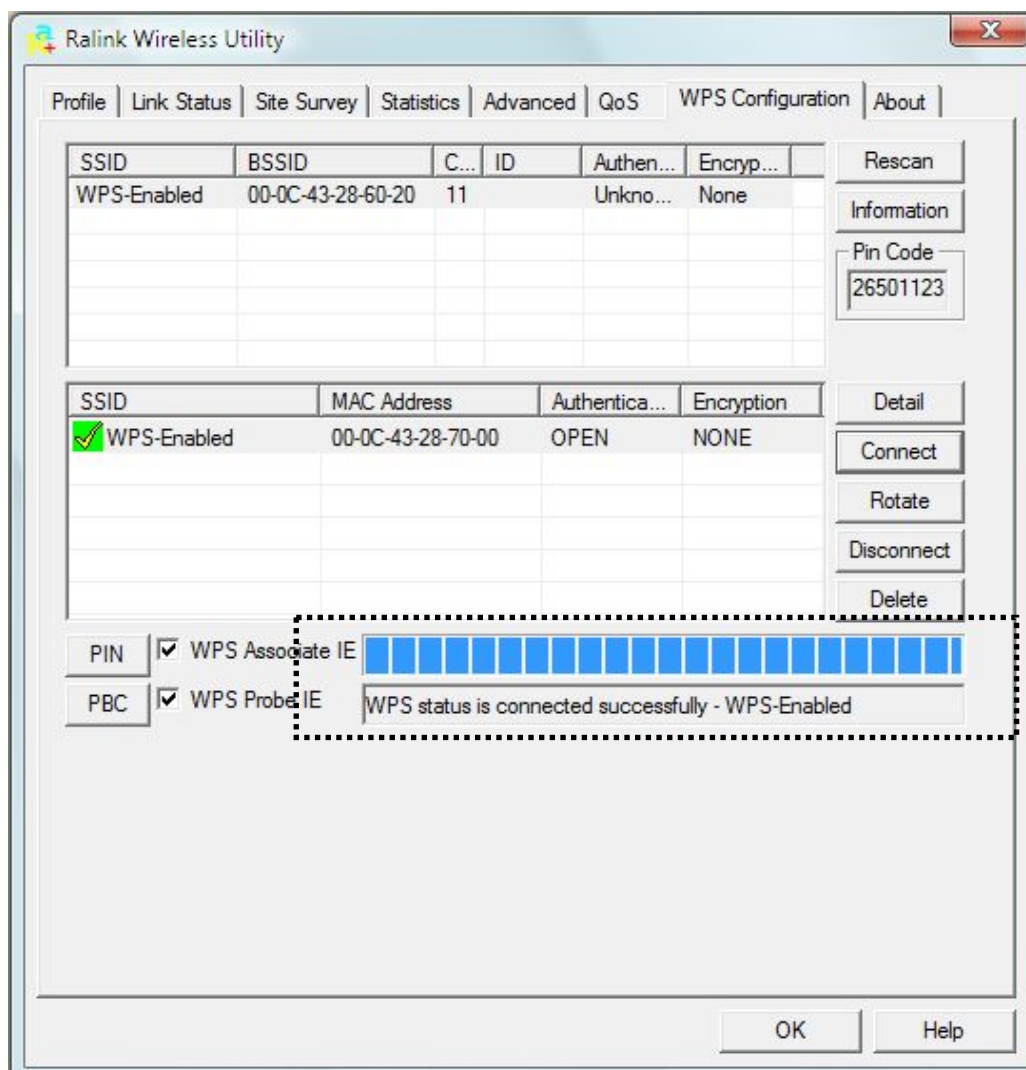 Ralink Wireless Utility
Profile Link Status Site Survey Statistics Advanced QoS WPS Configuration About
SSID BSSID C... ID Authen... Encryp... Rescan
WPS-Enabled 00-0C-43-28-60-20 11 Unkno... None
Information
Pin Code
26501123
SSID MAC Address Authentica... Encryption Detail
WPS-Enabled 00-0C-43-28-70-00 OPEN NONE
Connect
Rotate
Disconnect
Delete
PIN WPS Associate IE
PBC WPS Probe IE WPS status is connected successfully - WPS-Enabled
OK Help